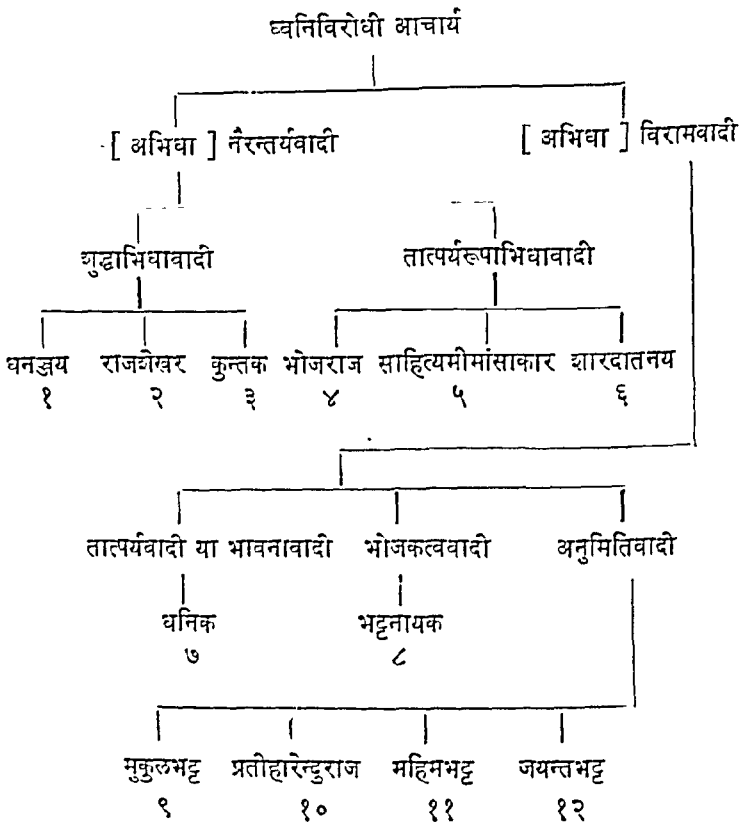 ध्वनिविरोधी आचार्य
[ अभिधा ] नैरन्तर्यवादी [ अभिधा ] विरामवादी
शुद्धाभिधावादी तात्पर्यरूपाभिधावादी
धनञ्जय राजशेखर कुन्तक भोजराज साहित्यमीमांसाकार शारदातनय
१ २ ३ ४ ५ ६
तात्पर्यवादी या भावनावादी भोजकत्ववादी अनुमितिवादी
धनिक भट्टनायक
७ ८
मुकुलभट्ट प्रतीहारेन्दुराज महिमभट्ट जयन्तभट्ट
९ १० ११ १२